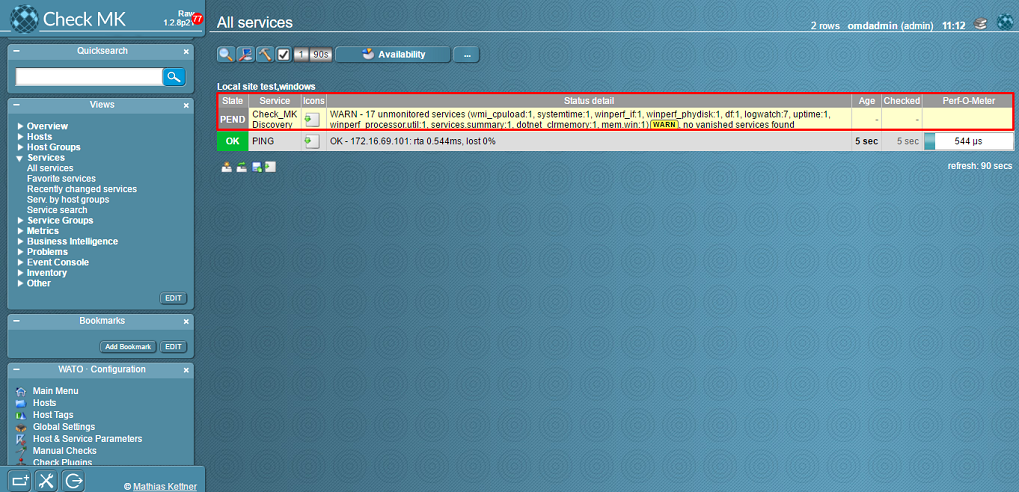 Check MK
Raw
1.2.8p21
77
All services
2 rows omdadmin (admin) 11:12
Quicksearch
1 90s Availability ...
Views
Overview
Hosts
Host Groups
Services
All services
Favorite services
Recently changed services
Serv. by host groups
Service search
Service Groups
Metrics
Business Intelligence
Problems
Event Console
Inventory
Other
EDIT
Bookmarks
Add Bookmark EDIT
WATO · Configuration
Main Menu
Hosts
Host Tags
Global Settings
Host & Service Parameters
Manual Checks
Check Plugins
© Mathias Kettner
Local site test,windows
State Service Icons Status detail Age Checked Perf-O-Meter
PEND Check_MK Discovery WARN - 17 unmonitored services (wmi_cpuload:1, systemtime:1, winperf_if:1, winperf_phydisk:1, df:1, logwatch:7, uptime:1,
winperf_processor.util:1, services.summary:1, dotnet_clrmemory:1, mem.win:1) WARN, no vanished services found - -
OK PING OK - 172.16.69.101: rta 0.544ms, lost 0% 5 sec 5 sec 544 µs
refresh: 90 secs